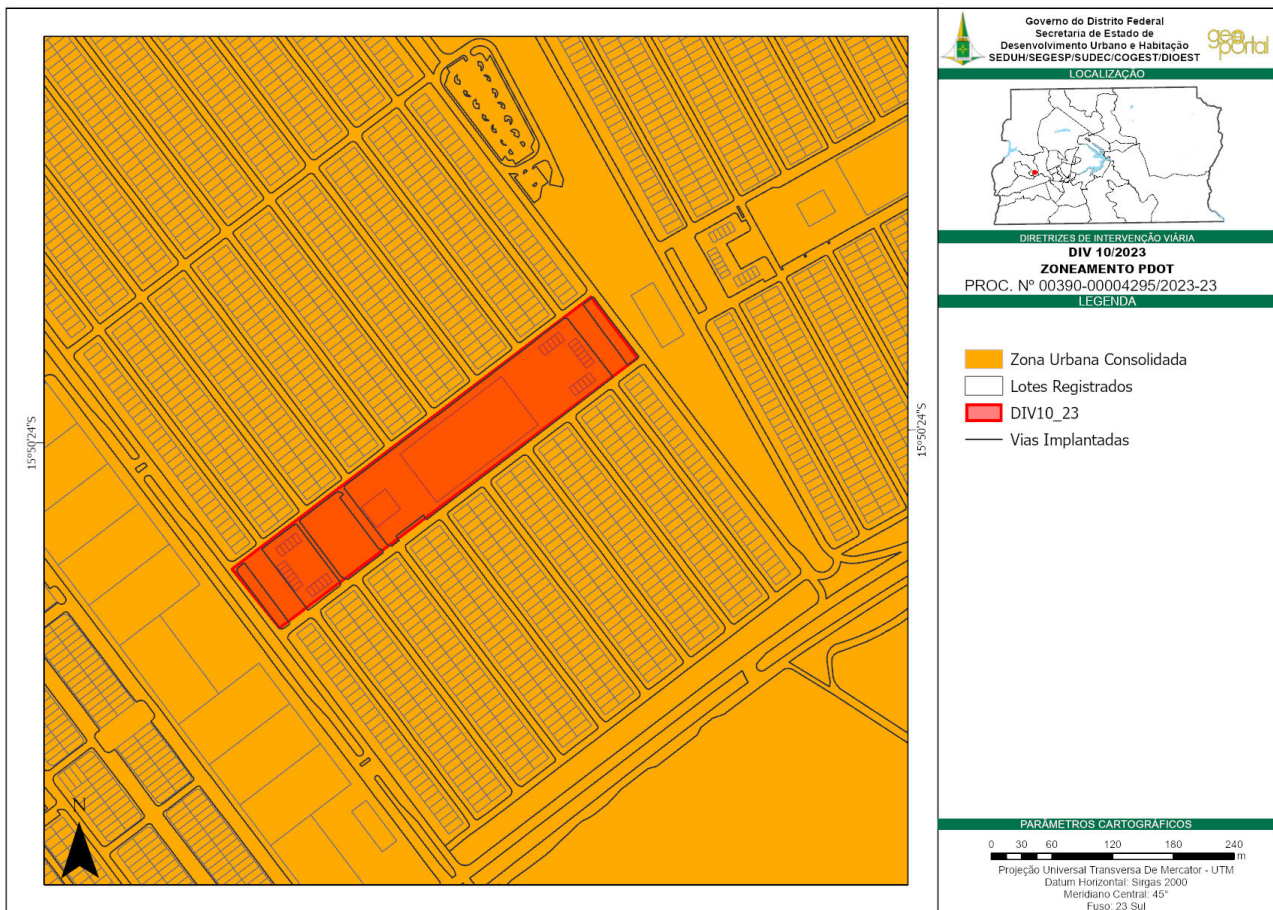 Governo do Distrito Federal
Secretaria de Estado de
Desenvolvimento Urbano e Habitação
SEDUH/SEGESP/SUDEC/COGEST/DIOEST
geoportal
LOCALIZAÇÃO
DIRETRIZES DE INTERVENÇÃO VIÁRIA
DIV 10/2023
ZONEAMENTO PDOT
PROC. Nº 00390-00004295/2023-23
LEGENDA
Zona Urbana Consolidada
Lotes Registrados
DIV10_23
Vias Implantadas
15°50'24"S
15°50'24"S
N
PARÂMETROS CARTOGRÁFICOS
0 30 60 120 180 240
m
Projeção Universal Transversa De Mercator - UTM
Datum Horizontal: Sirgas 2000
Meridiano Central: 45°
Fuso: 23 Sul